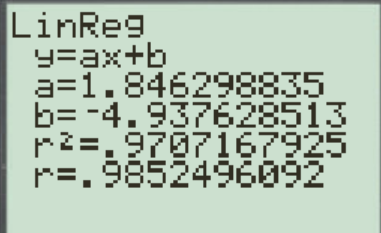 LinReg
y=ax+b
a=1.846298835
b=-4.937628513
r²=.9707167925
r=.9852496092